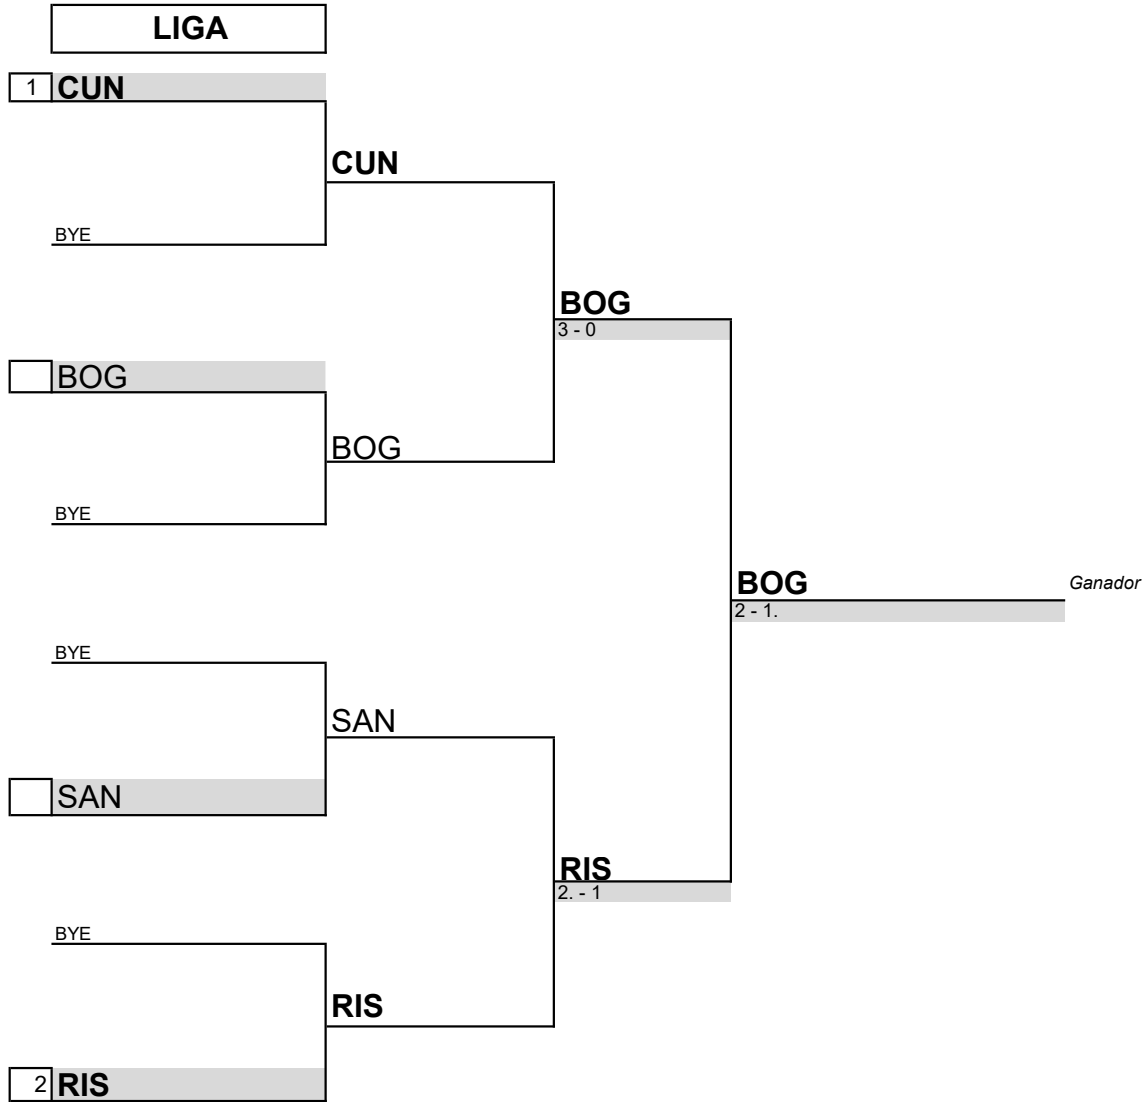 LIGA
1 CUN
CUN
BYE
BOG
3 - 0
BOG
BOG
BYE
BOG Ganador
2 - 1.
BYE
SAN
SAN
RIS
2. - 1
BYE
RIS
2 RIS